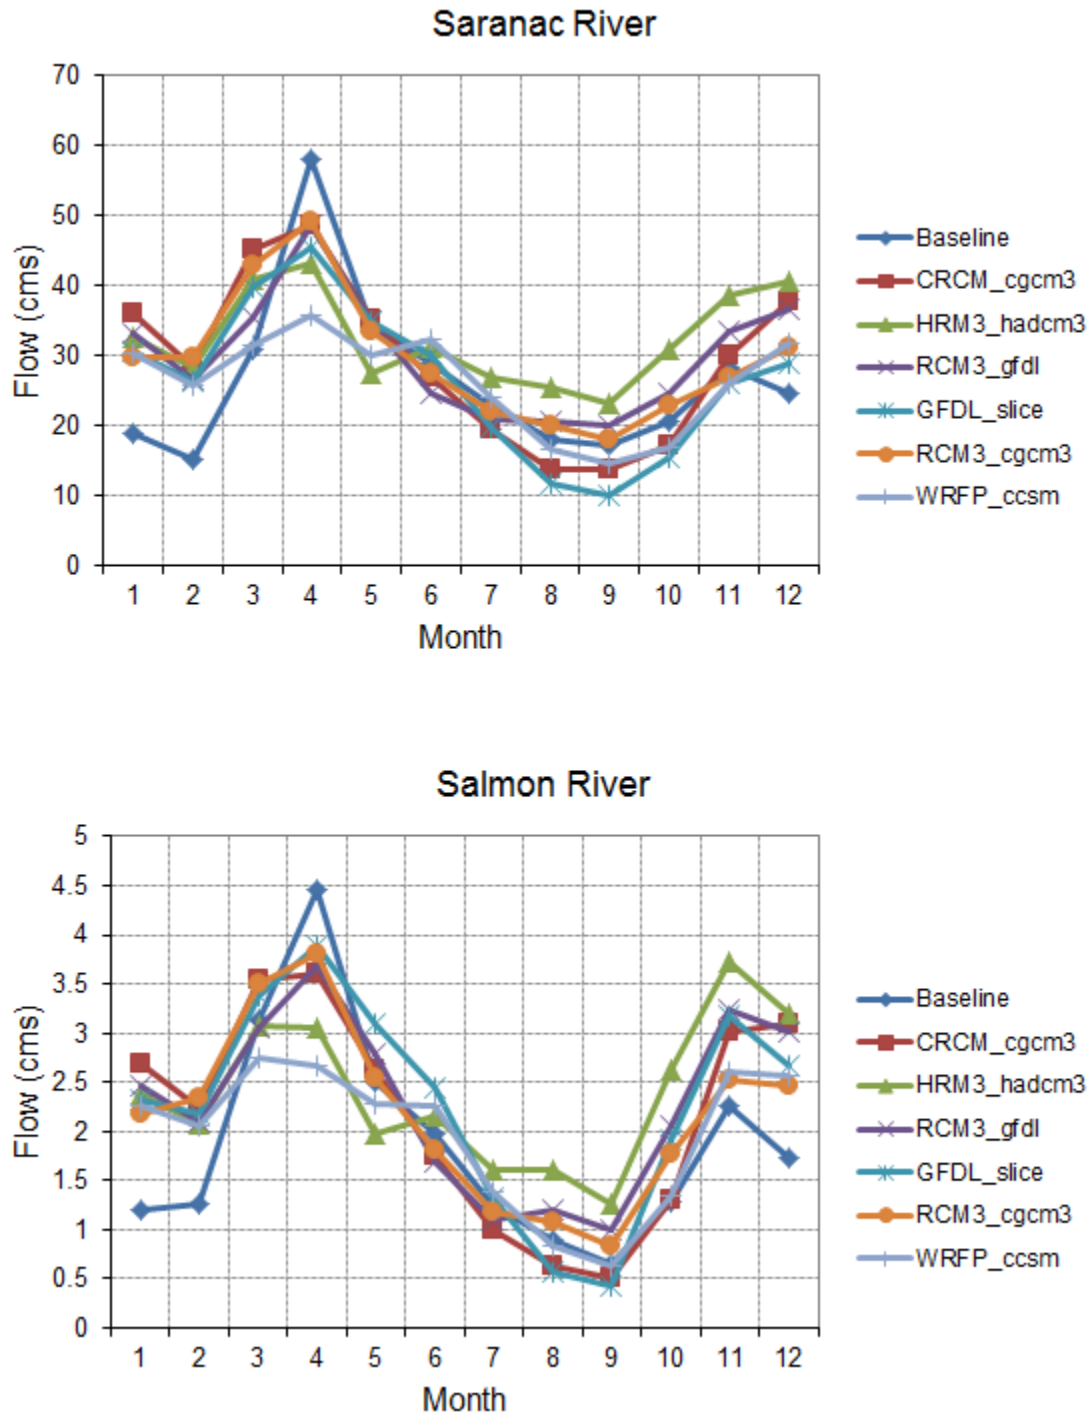 Saranac River
70
60
50
40
30
20
10
0
Flow (cms)
1 2 3 4 5 6 7 8 9 10 11 12
Month
Baseline
CRCM_cgcm3
HRM3_hadcm3
RCM3_gfdl
GFDL_slice
RCM3_cgcm3
WRFP_ccsm
Salmon River
5
4.5
4
3.5
3
2.5
2
1.5
1
0.5
0
Flow (cms)
1 2 3 4 5 6 7 8 9 10 11 12
Month
Baseline
CRCM_cgcm3
HRM3_hadcm3
RCM3_gfdl
GFDL_slice
RCM3_cgcm3
WRFP_ccsm